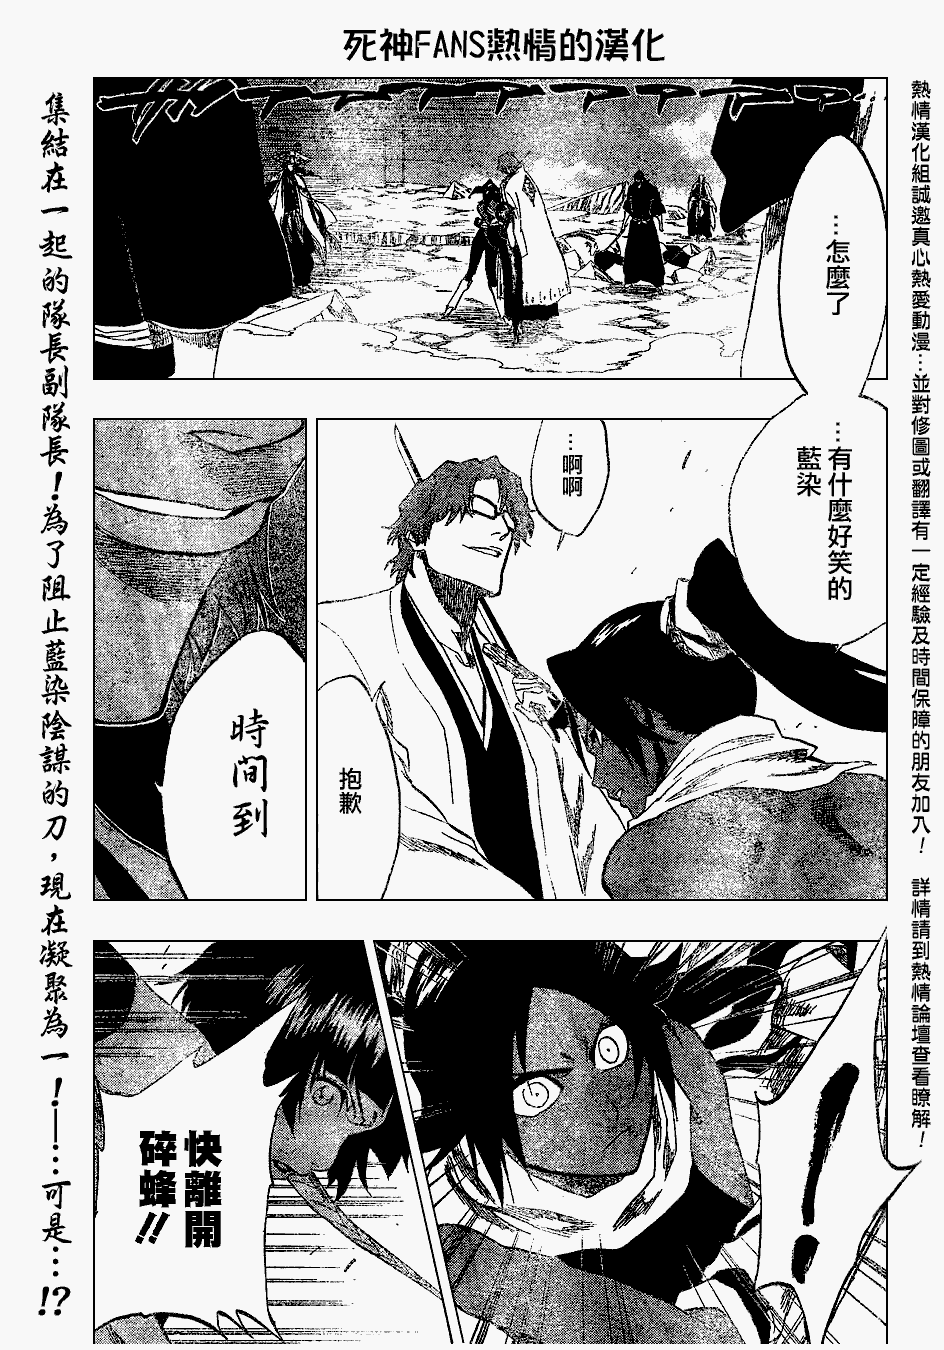 死神FANS熱情的漢化
熱情漢化組誠邀真心熱愛動漫…並對修圖或翻譯有一定經驗及時間保障的朋友加入！　詳情請到熱情論壇查看瞭解！
…怎麼了
…有什麼好笑的
藍染
…啊啊
抱歉
時間到
！
快離開
碎蜂！！
集結在一起的隊長副隊長！為了阻止藍染陰謀的刀，現在凝聚為一！——…可是…!?